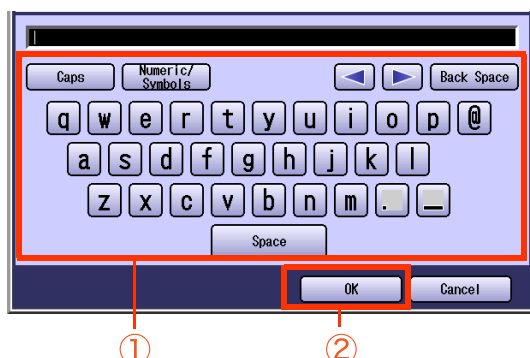 Caps Numeric/ Back Space
Symbols
q w e r t y u i o p @
a s d f g h j k l
z x c v b n m . _
Space
OK Cancel
① ②